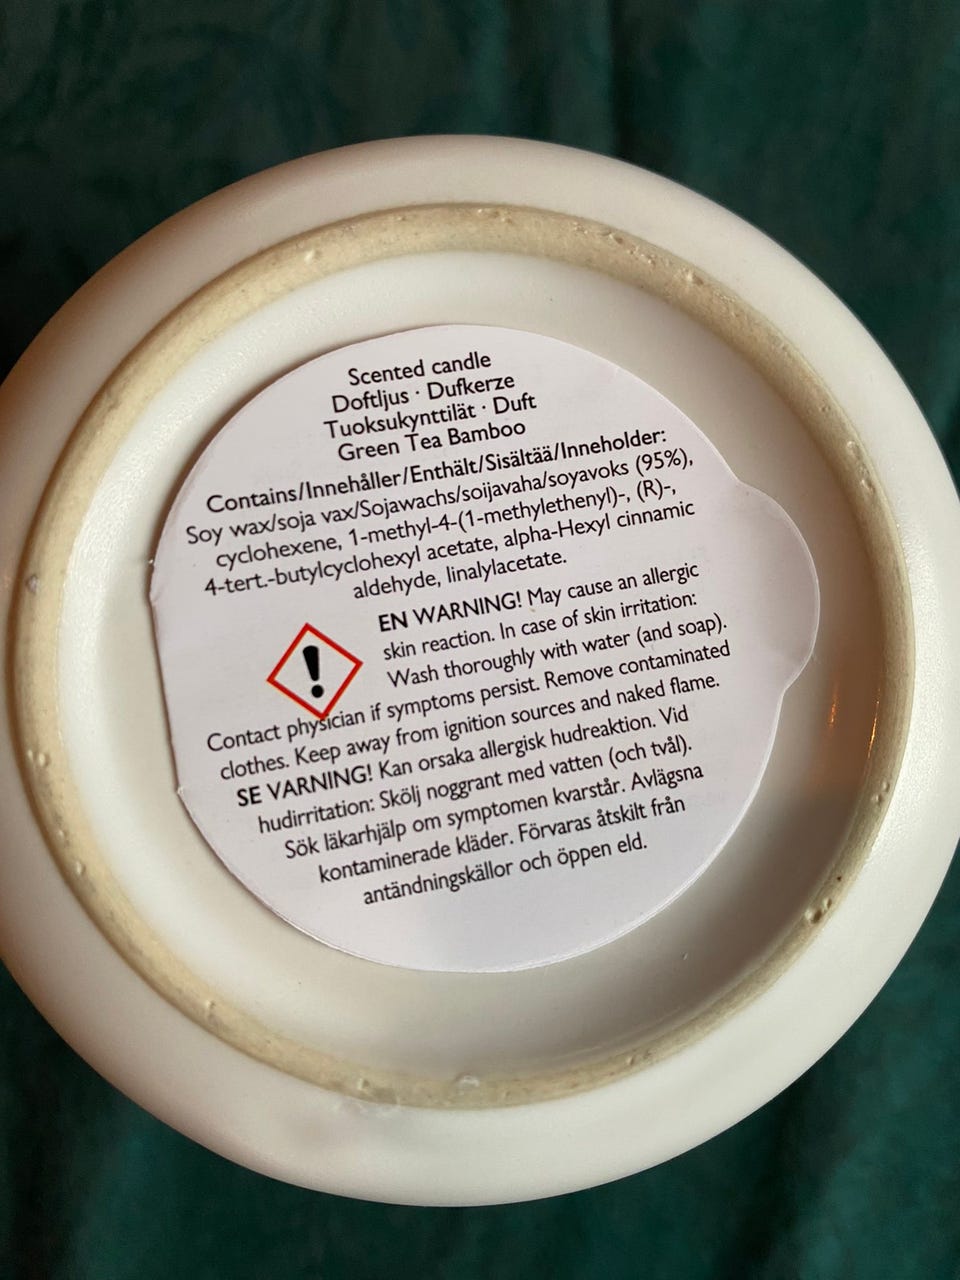 Scented candle
Doftljus · Dufkerze
Tuoksukynttilät · Duft
Green Tea Bamboo
Contains/Innehåller/Enthält/Sisältää/Inneholder:
Soy wax/soja vax/Sojawachs/soijavaha/soyavoks (95%),
cyclohexene, 1-methyl-4-(1-methylethenyl)-, (R)-,
4-tert.-butylcyclohexyl acetate, alpha-Hexyl cinnamic
aldehyde, linalylacetate.
EN WARNING! May cause an allergic
skin reaction. In case of skin irritation:
Wash thoroughly with water (and soap).
Contact physician if symptoms persist. Remove contaminated
clothes. Keep away from ignition sources and naked flame.
SE VARNING! Kan orsaka allergisk hudreaktion. Vid
hudirritation: Skölj noggrant med vatten (och tvål).
Sök läkarhjälp om symptomen kvarstår. Avlägsna
kontaminerade kläder. Förvaras åtskilt från
antändningskällor och öppen eld.